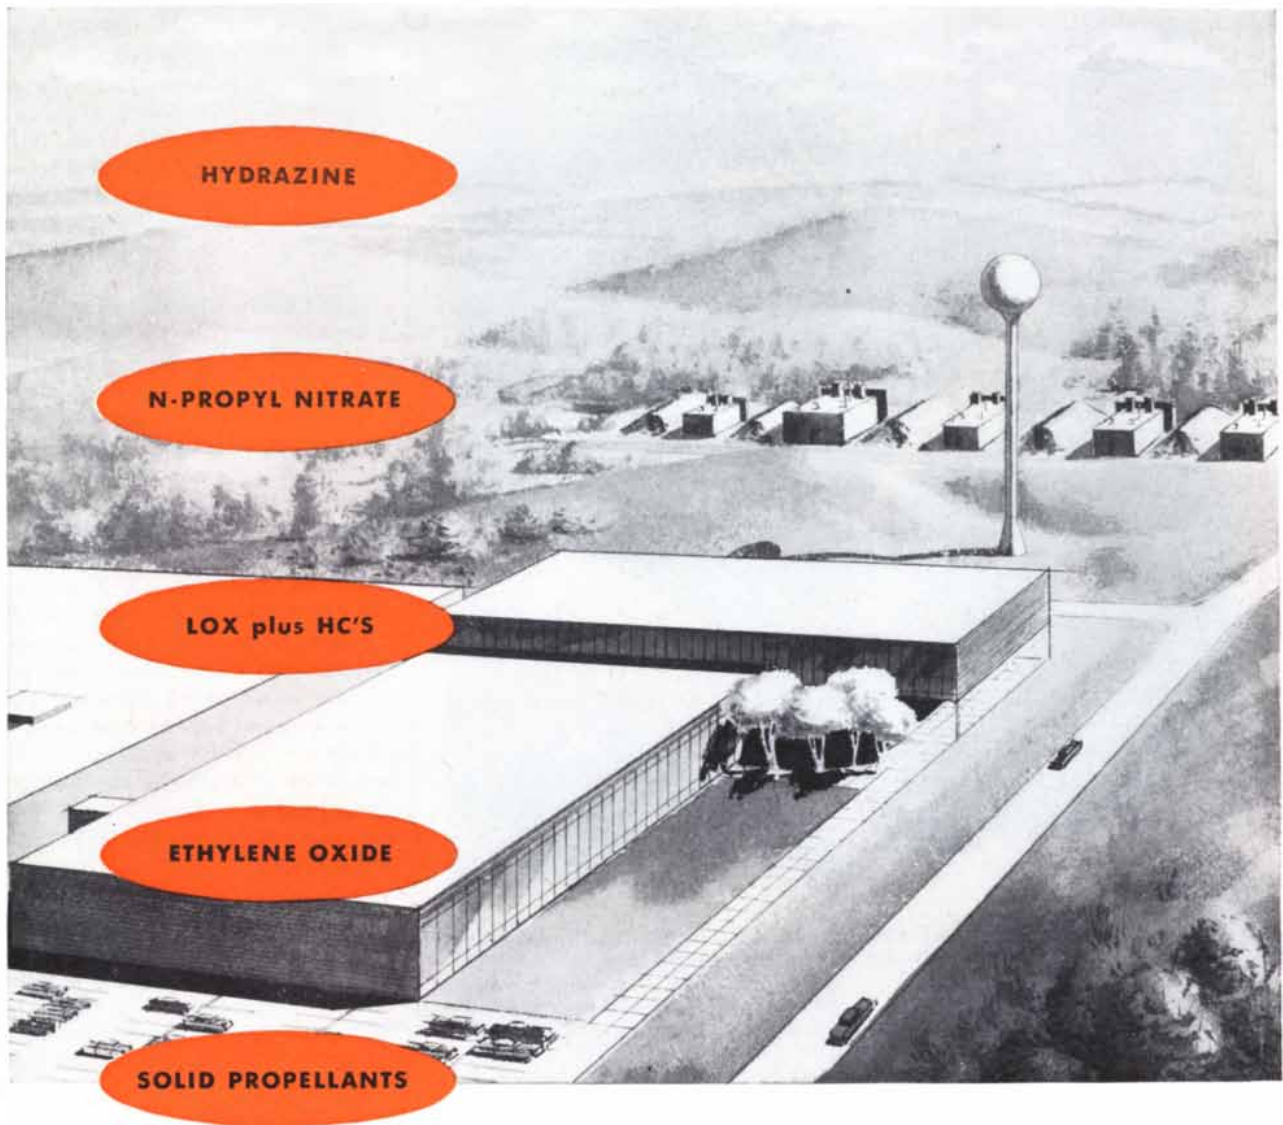 HYDRAZINE
N-PROPYL NITRATE
LOX plus HC'S
ETHYLENE OXIDE
SOLID PROPELLANTS